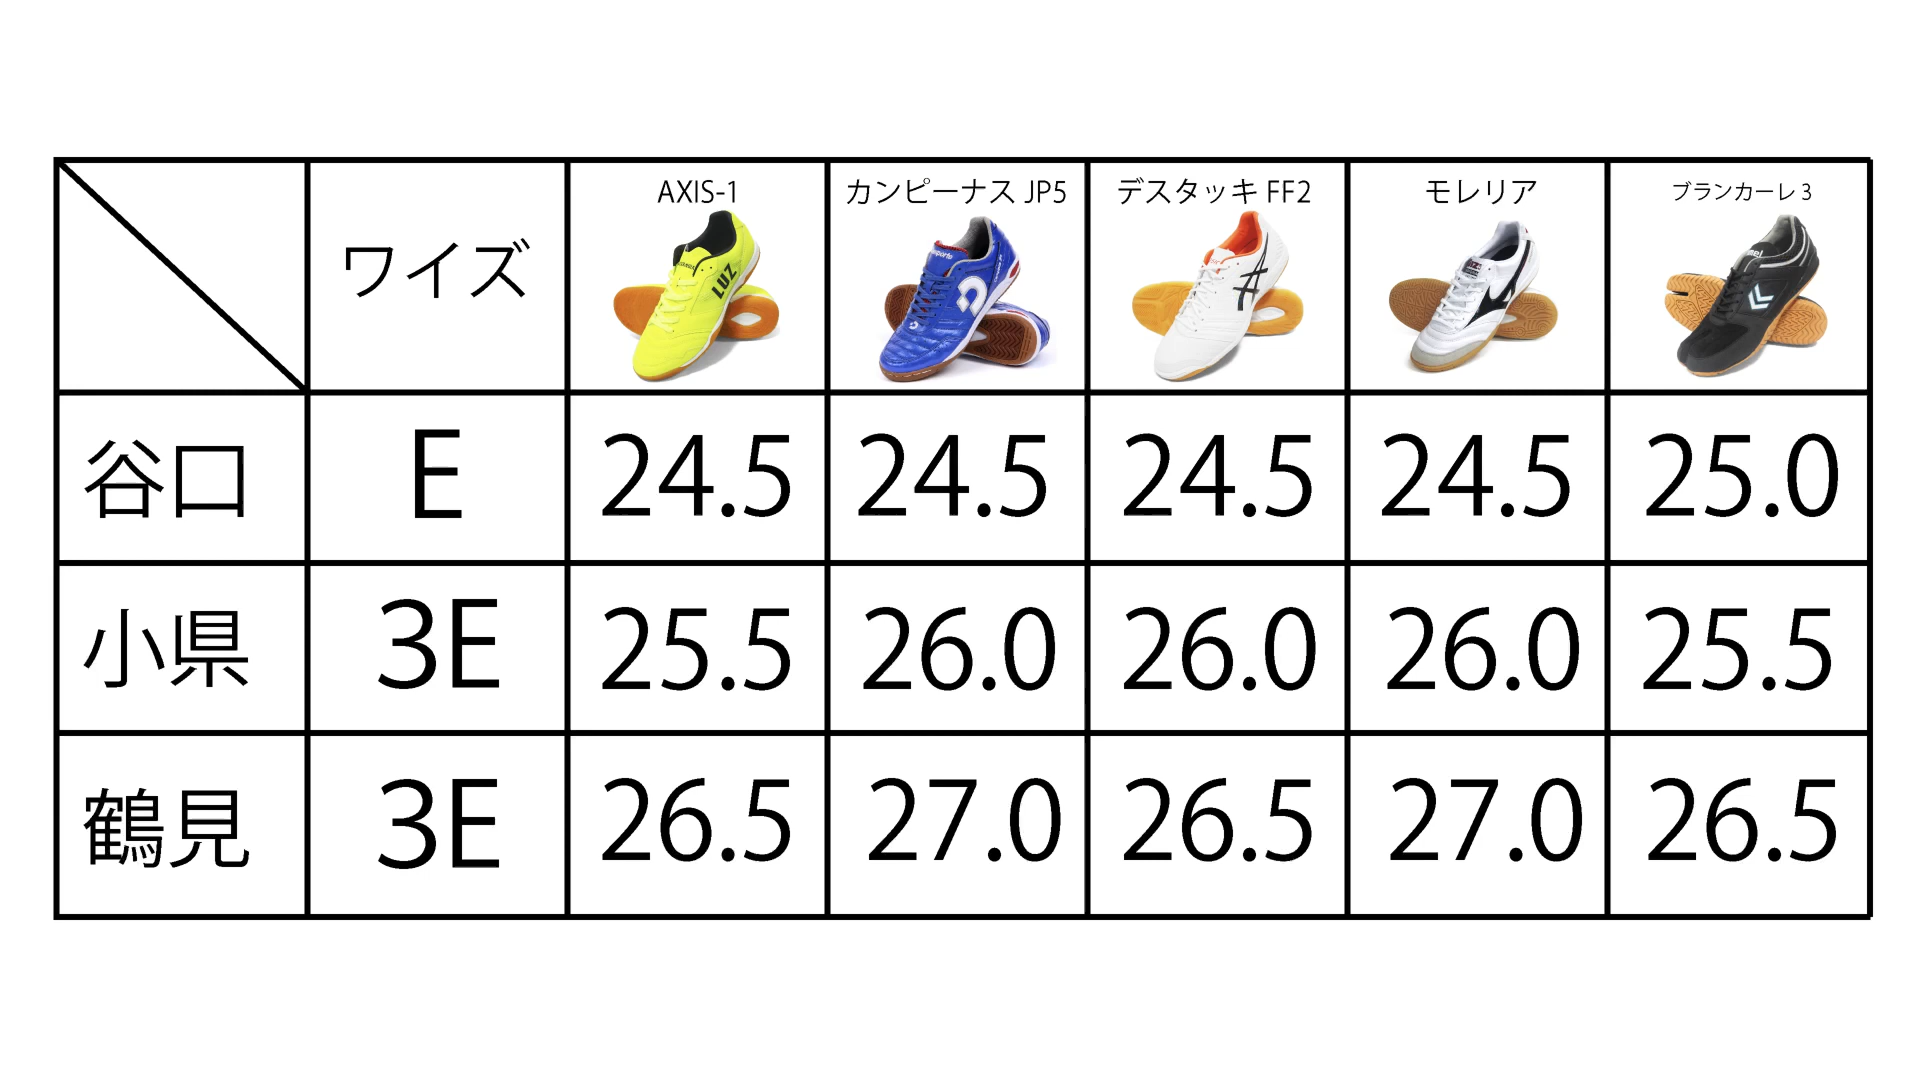 AXIS-1
カンピーナス JP5
デスタッキ FF2
モレリア
ブランカーレ 3
ワイズ
LUZ
谷口 E 24.5 24.5 24.5 24.5 25.0
小県 3E 25.5 26.0 26.0 26.0 25.5
鶴見 3E 26.5 27.0 26.5 27.0 26.5